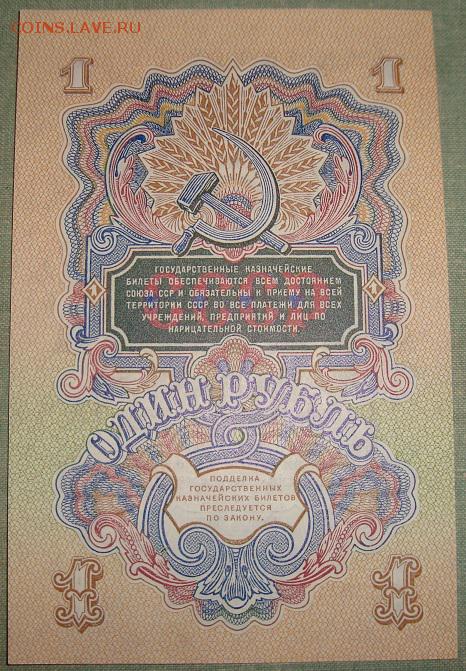 COINS.LAVE.RU
1 1
ГОСУДАРСТВЕННЫЕ КАЗНАЧЕЙСКИЕ
БИЛЕТЫ ОБЕСПЕЧИВАЮТСЯ ВСЕМ ДОСТОЯНИЕМ
СОЮЗА ССР И ОБЯЗАТЕЛЬНЫ К ПРИЕМУ НА ВСЕЙ
ТЕРРИТОРИИ СССР ВО ВСЕ ПЛАТЕЖИ ДЛЯ ВСЕХ
УЧРЕЖДЕНИЙ, ПРЕДПРИЯТИЙ И ЛИЦ ПО
НАРИЦАТЕЛЬНОЙ СТОИМОСТИ.
1 1
ОДИН РУБЛЬ
ПОДДЕЛКА
ГОСУДАРСТВЕННЫХ
КАЗНАЧЕЙСКИХ БИЛЕТОВ
ПРЕСЛЕДУЕТСЯ
ПО ЗАКОНУ.
1 1